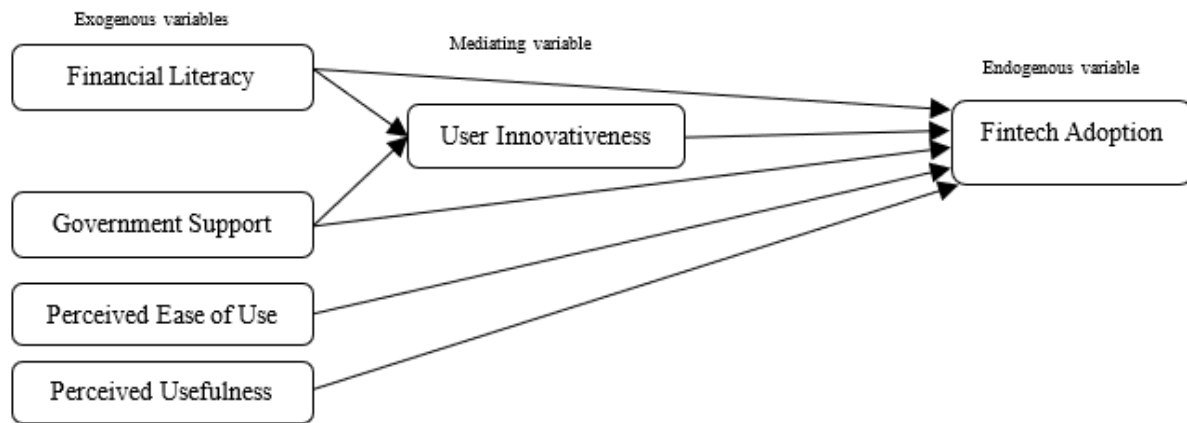 Exogenous variables
Financial Literacy
Mediating variable
Endogenous variable
User Innovativeness
Fintech Adoption
Government Support
Perceived Ease of Use
Perceived Usefulness